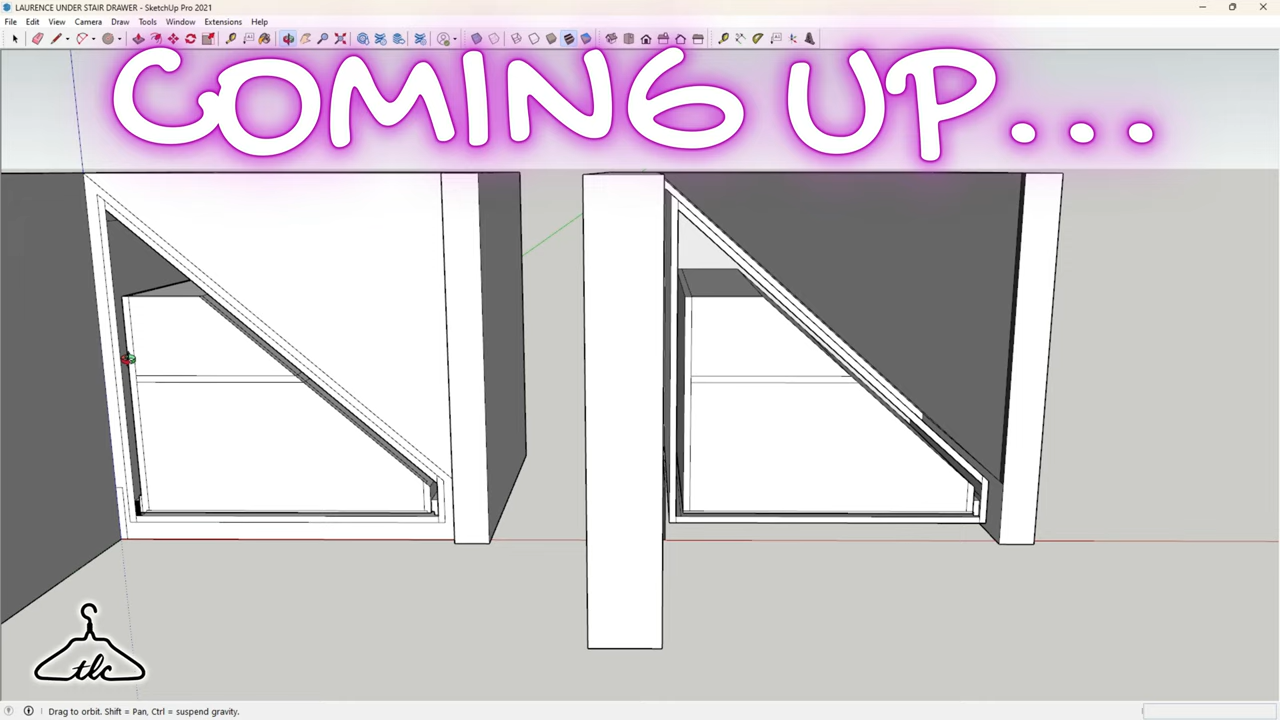 LAURENCE UNDER STAIR DRAWER - SketchUp Pro 2021
File Edit View Camera Draw Tools Window Extensions Help
COMING UP...
tlc
Drag to orbit. Shift = Pan, Ctrl = suspend gravity.